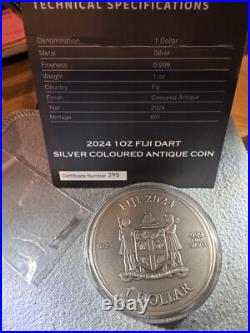 TECHNICAL SPECIFICATIONS
Denomination 1 Dollar
Metal Silver
Fineness 0.999
Weight 1 oz
Country Fiji
Finish Coloured Antique
Year 2024
Mintage
2024 1OZ FIJI DART
SILVER COLOURED ANTIQUE COIN
Certificate Number 295
FIJI 2024
1 DOLLAR